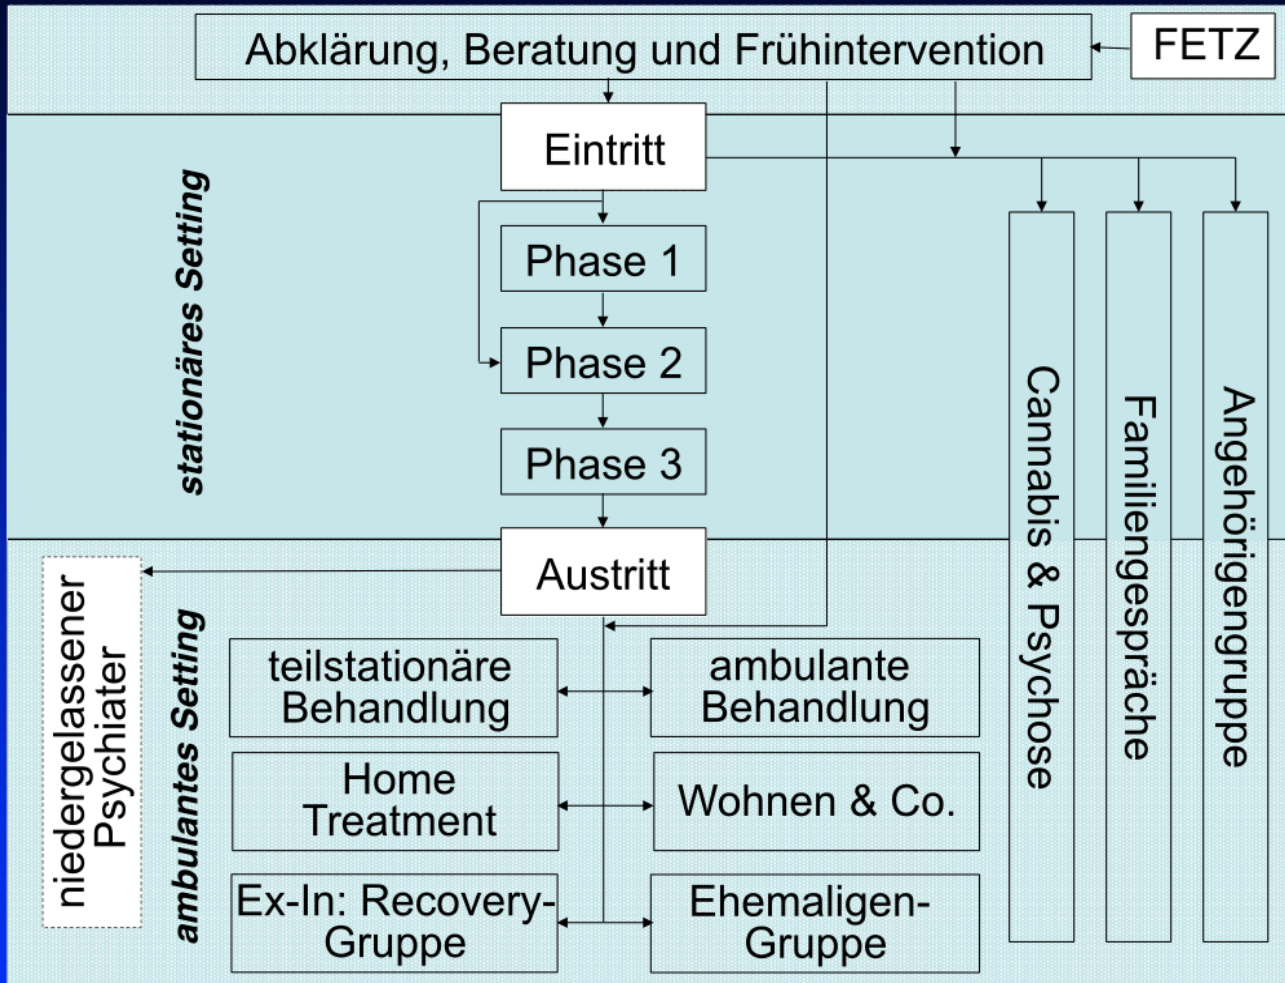 Abklärung, Beratung und Frühintervention
FETZ
Eintritt
stationäres Setting
Phase 1
Phase 2
Phase 3
Cannabis & Psychose
Familiengespräche
Angehörigengruppe
Austritt
niedergelassener
Psychiater
ambulantes Setting
teilstationäre
Behandlung
ambulante
Behandlung
Home
Treatment
Wohnen & Co.
Ex-In: Recovery-
Gruppe
Ehemaligen-
Gruppe